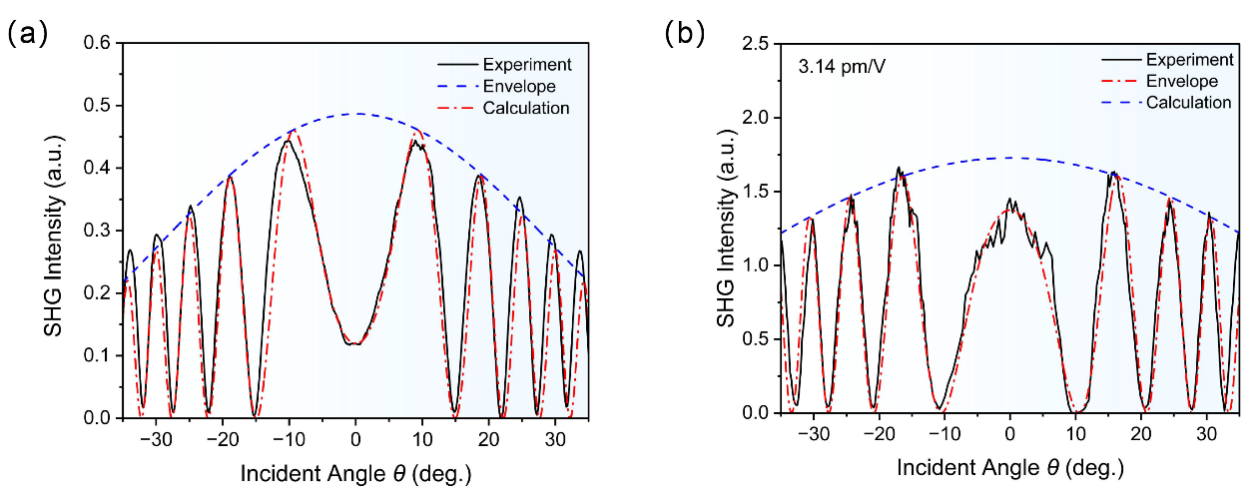 (a)
0.6
0.5
0.4
0.3
0.2
0.1
0.0
SHG Intensity (a.u.)
Experiment
Envelope
Calculation
−30 −20 −10 0 10 20 30
Incident Angle θ (deg.)
(b)
2.5
2.0
1.5
1.0
0.5
0.0
SHG Intensity (a.u.)
3.14 pm/V
Experiment
Envelope
Calculation
−30 −20 −10 0 10 20 30
Incident Angle θ (deg.)